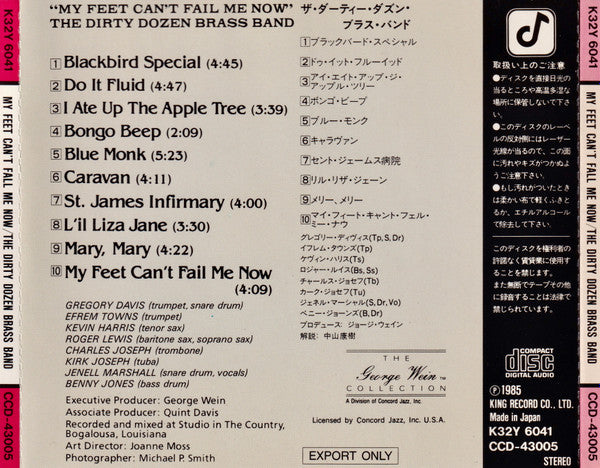 K32Y 6041
MY FEET CAN'T FALL ME NOW/THE DIRTY DOZEN BRASS BAND
CCD-43005
"MY FEET CAN'T FAIL ME NOW"
THE DIRTY DOZEN BRASS BAND
1 Blackbird Special (4:45)
2 Do It Fluid (4:47)
3 I Ate Up The Apple Tree (3:39)
4 Bongo Beep (2:09)
5 Blue Monk (5:23)
6 Caravan (4:11)
7 St. James Infirmary (4:00)
8 L'il Liza Jane (3:30)
9 Mary, Mary (4:22)
10 My Feet Can't Fail Me Now
(4:09)
GREGORY DAVIS (trumpet, snare drum)
EFREM TOWNS (trumpet)
KEVIN HARRIS (tenor sax)
ROGER LEWIS (baritone sax, soprano sax)
CHARLES JOSEPH (trombone)
KIRK JOSEPH (tuba)
JENELL MARSHALL (snare drum, vocals)
BENNY JONES (bass drum)
Executive Producer: George Wein
Associate Producer: Quint Davis
Recorded and mixed at Studio in The Country,
Bogalousa, Louisiana
Art Director: Joanne Moss
Photographer: Michael P. Smith
ザ・ダーティー・ダズン・
ブラス・バンド
1 ブラックバード・スペシャル
2 ドゥ・イット・フルーイッド
3 アイ・エイト・アップ・ジ・
アップル・ツリー
4 ボンゴ・ビープ
5 ブルー・モンク
6 キャラヴァン
7 セント・ジェームス病院
8 リル・リザ・ジェーン
9 メリー、メリー
10 マイ・フィート・キャント・フェル・
ミー・ナウ
グレゴリー・デイヴィス(Tp, S, Dr)
イフレム・タウンズ(Tp)
ケヴィン・ハリス(Ts)
ロジャー・ルイス(Bs, Ss)
チャールス・ジョセフ(Tb)
カーク・ジョセフ(Tu)
ジェネル・マーシャル(S, Dr, Vo)
ベニー・ジョーンズ(B, Dr)
プロデュース:ジョージ・ウェイン
解説:中山康樹
THE
George Wein TM
COLLECTION
A Division of Concord Jazz, Inc.
Licensed by Concord Jazz, Inc. U.S.A.
EXPORT ONLY
取扱い上のご注意
●ディスクを直接日光の
当るところや高温多湿な
場所に保管しないで下さ
い。
●このディスクのレーベ
ルの反対側にはレーザー
光線が当るので、この面
に汚れやキズがつかぬよ
うご注意下さい。
●もし汚れがついたとき
は柔かい布で軽くふきと
るか、エチルアルコール
で除去して下さい。
このディスクを権利者の
許諾なく賃貸業に使用す
ることを禁じます。
また無断でテープその他
に録音することは法律で
禁じられています。
COMPACT
disc
DIGITAL AUDIO
Ⓟ1985
KING RECORD CO., LTD.
Made in Japan
K32Y 6041
CCD-43005
STEREO
K32Y 6041
MY FEET CAN'T FALL ME NOW/THE DIRTY DOZEN BRASS BAND
CCD-43005